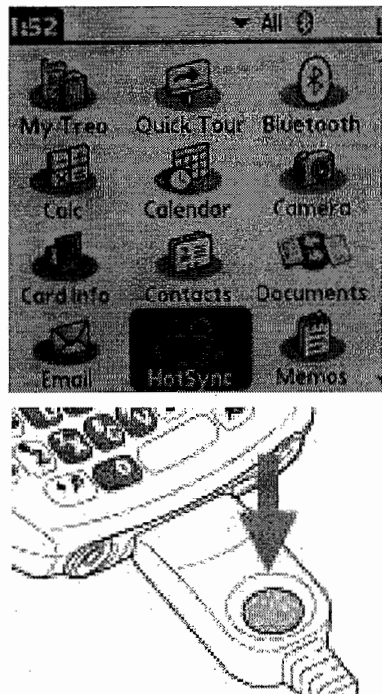 1:52 All
My Treo Quick Tour Bluetooth
Calc Calendar Camera
Card Info Contacts Documents
Email HotSync Memos